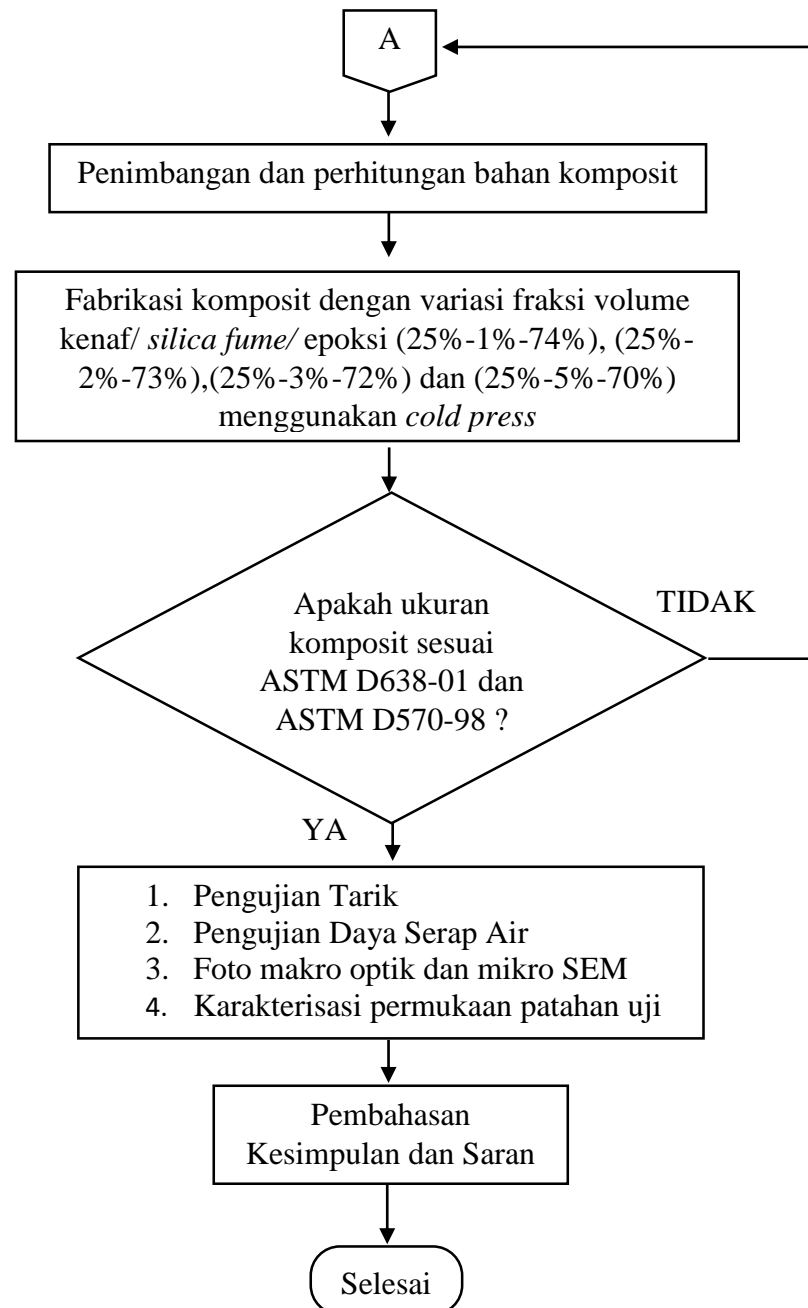 A
Penimbangan dan perhitungan bahan komposit
Fabrikasi komposit dengan variasi fraksi volume
kenaf/ silica fume/ epoksi (25%-1%-74%), (25%-
2%-73%),(25%-3%-72%) dan (25%-5%-70%)
menggunakan cold press
Apakah ukuran
komposit sesuai
ASTM D638-01 dan
ASTM D570-98 ?
TIDAK
YA
1. Pengujian Tarik
2. Pengujian Daya Serap Air
3. Foto makro optik dan mikro SEM
4. Karakterisasi permukaan patahan uji
Pembahasan
Kesimpulan dan Saran
Selesai